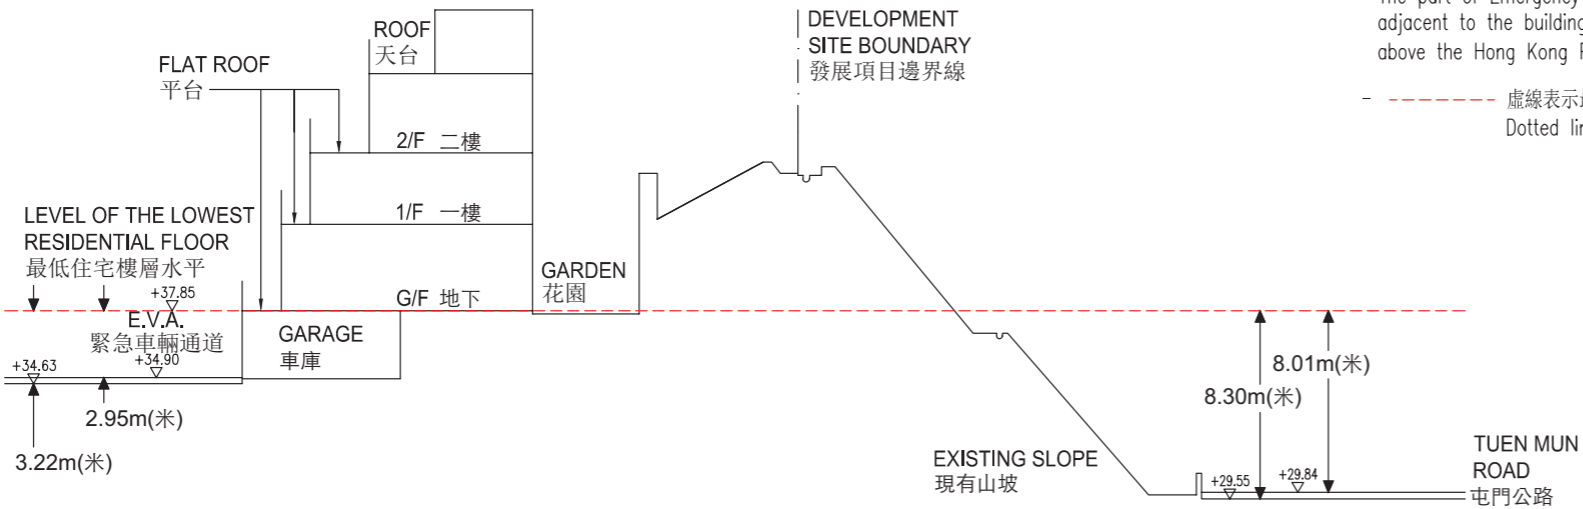 ROOF
天台
FLAT ROOF
平台
2/F 二樓
1/F 一樓
G/F 地下
LEVEL OF THE LOWEST
RESIDENTIAL FLOOR
最低住宅樓層水平
+37.85
E.V.A.
緊急車輛通道
+34.90
+34.63
2.95m(米)
3.22m(米)
GARAGE
車庫
GARDEN
花園
DEVELOPMENT
SITE BOUNDARY
發展項目邊界線
EXISTING SLOPE
現有山坡
8.01m(米)
8.30m(米)
+29.55
+29.84
TUEN MUN
ROAD
屯門公路
The part of Emergency
adjacent to the building
above the Hong Kong
- 虛線表示
Dotted